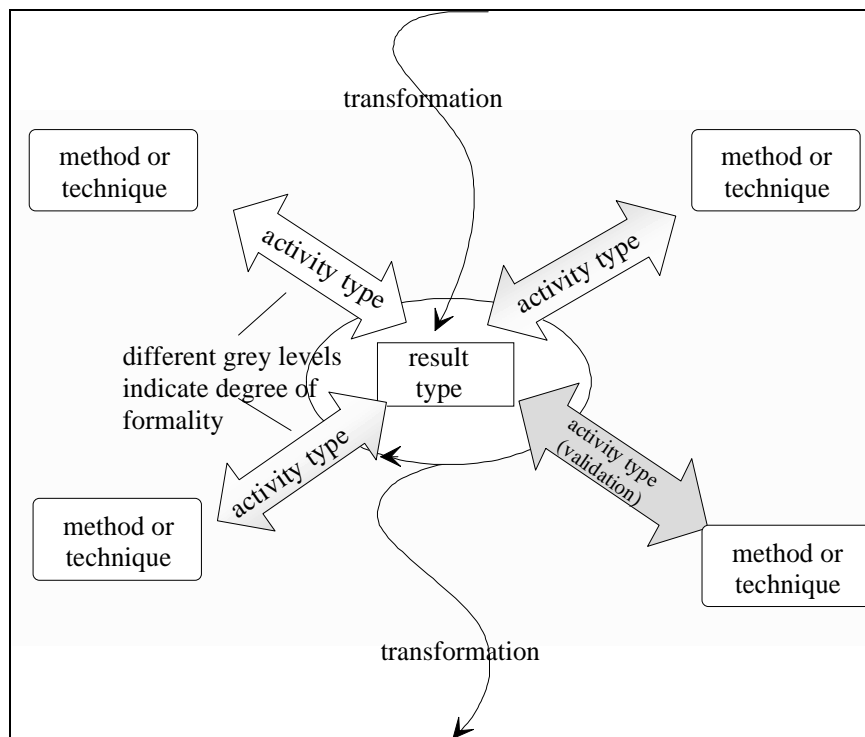 transformation
method or
technique
method or
technique
activity type
activity type
different grey levels
indicate degree of
formality
result
type
activity type
activity type
(validation)
method or
technique
method or
technique
transformation